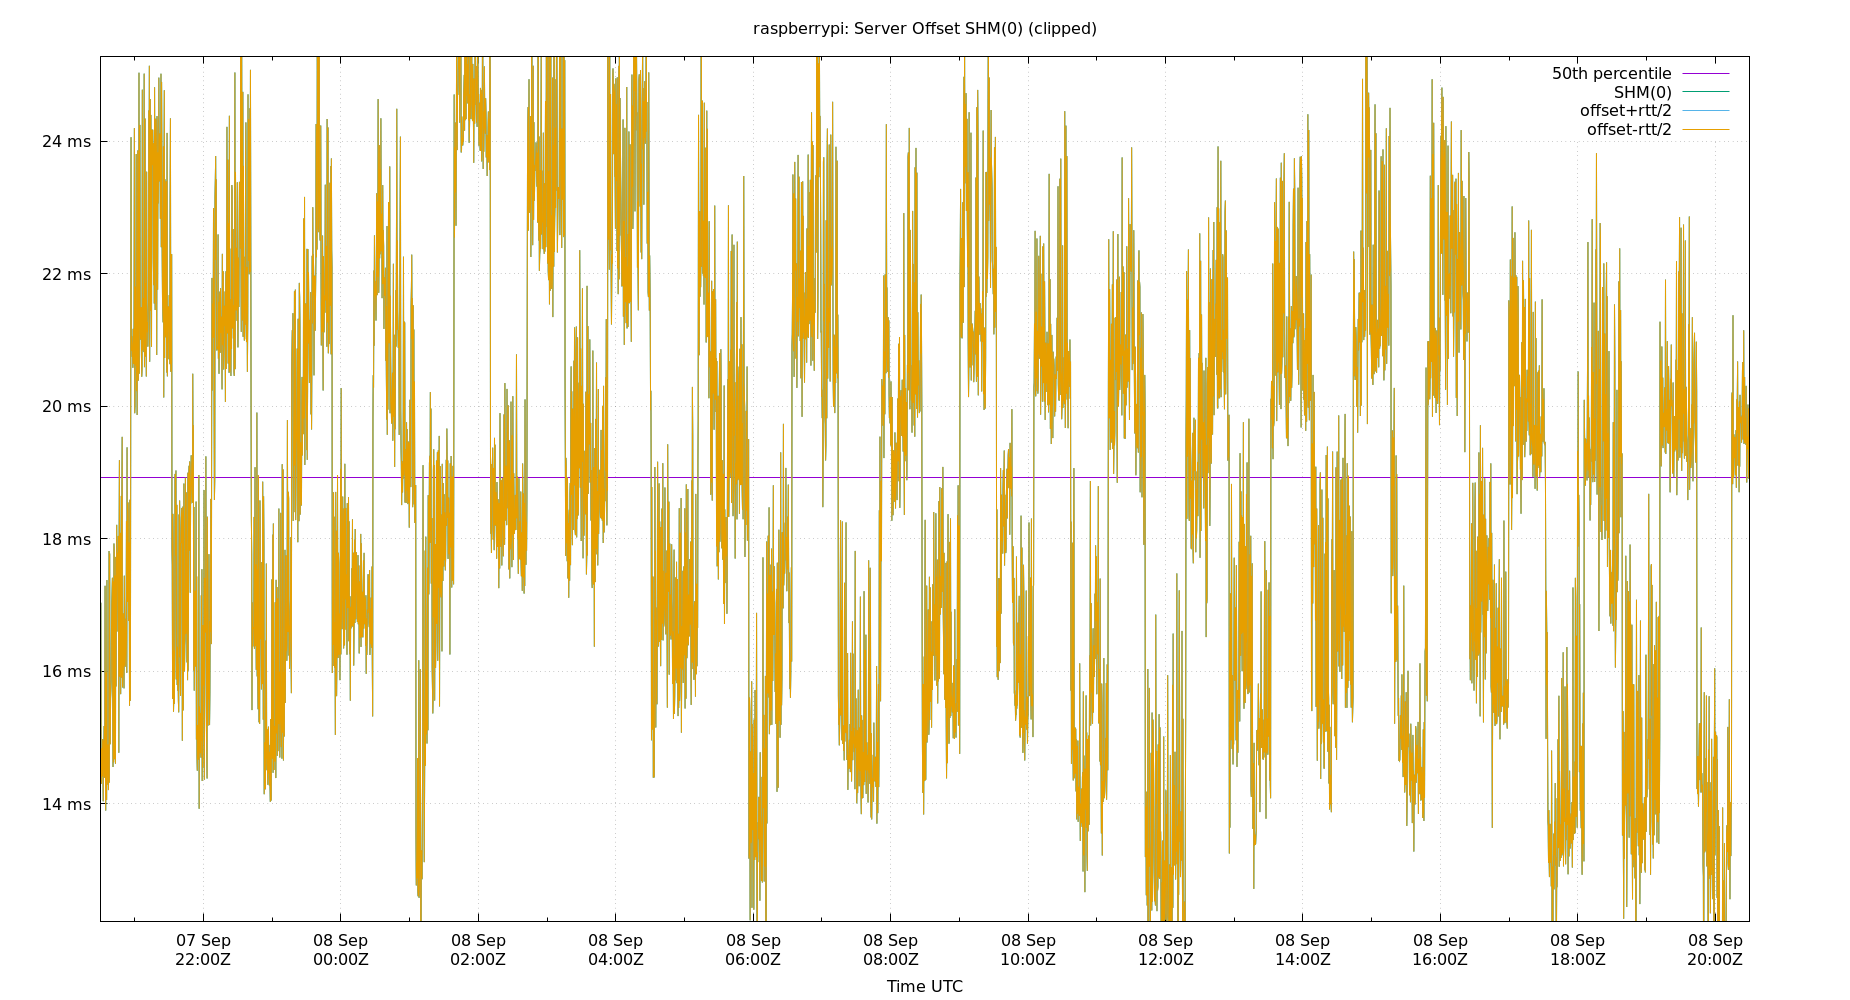 raspberrypi: Server Offset SHM(0) (clipped)
50th percentile
SHM(0)
offset+rtt/2
offset-rtt/2
24 ms
22 ms
20 ms
18 ms
16 ms
14 ms
07 Sep 08 Sep 08 Sep 08 Sep 08 Sep 08 Sep 08 Sep 08 Sep 08 Sep 08 Sep 08 Sep 08 Sep
22:00Z 00:00Z 02:00Z 04:00Z 06:00Z 08:00Z 10:00Z 12:00Z 14:00Z 16:00Z 18:00Z 20:00Z
Time UTC